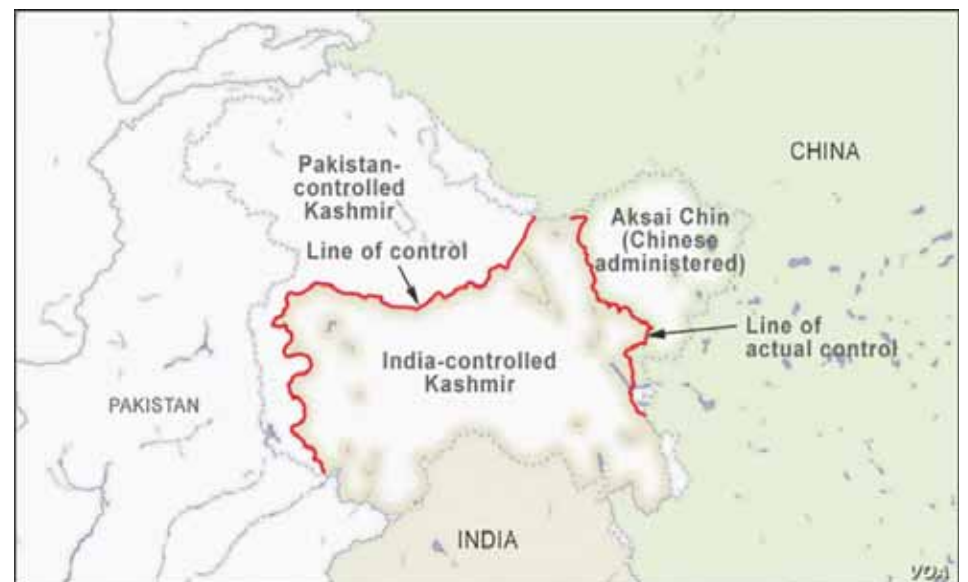 CHINA
Pakistan-
controlled
Kashmir
Line of control
Aksai Chin
(Chinese
administered)
Line of
actual control
India-controlled
Kashmir
PAKISTAN
INDIA
VOA